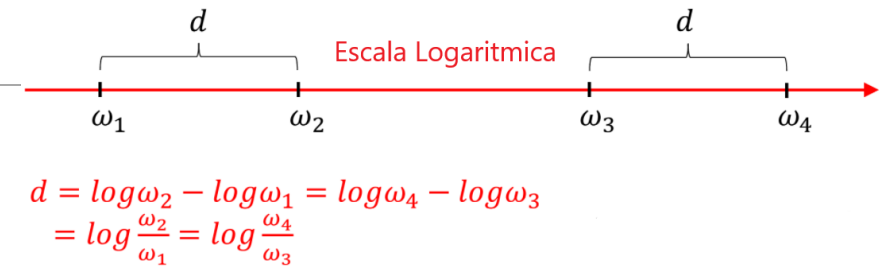 d d
Escala Logaritmica
ω₁ ω₂ ω₃ ω₄
d = logω₂ − logω₁ = logω₄ − logω₃
= log ω₂/ω₁ = log ω₄/ω₃